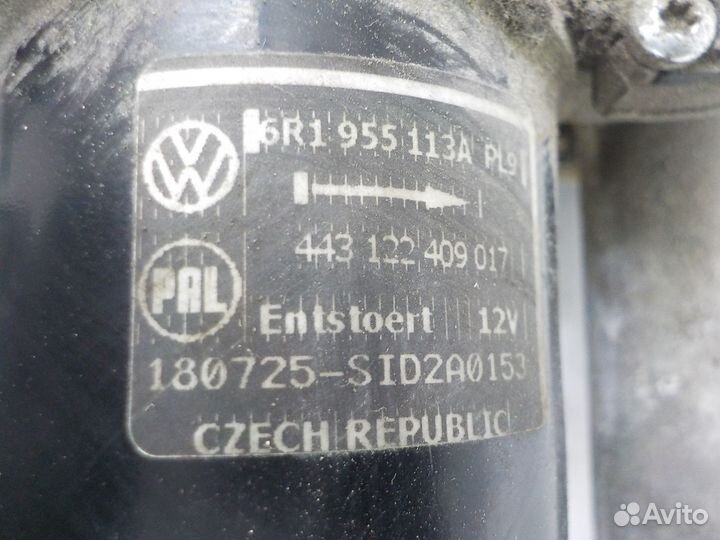 6R1 955 113A PL9
443 122 409 017
PAL
Entstoert 12V
180725-SID2A0153
CZECH REPUBLIC
Avito